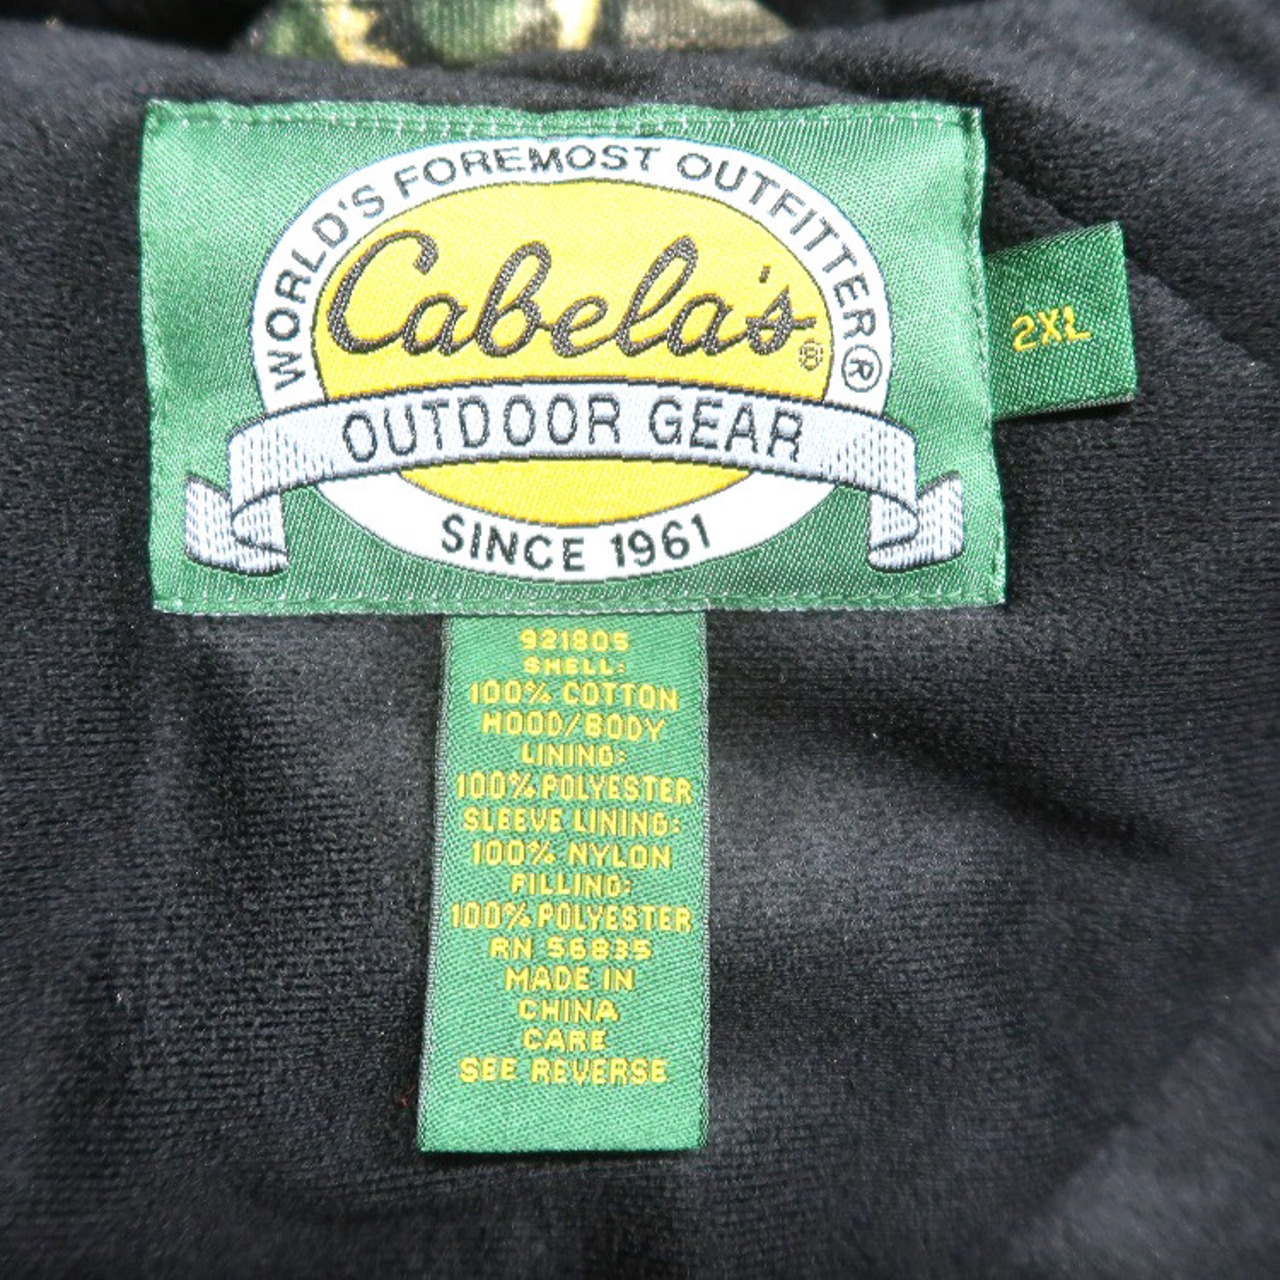 WORLD'S FOREMOST OUTFITTER®
Cabela's®
OUTDOOR GEAR
SINCE 1961
2XL
921805
SHELL:
100% COTTON
HOOD/BODY
LINING:
100% POLYESTER
SLEEVE LINING:
100% NYLON
FILLING:
100% POLYESTER
RN 56835
MADE IN
CHINA
CARE
SEE REVERSE